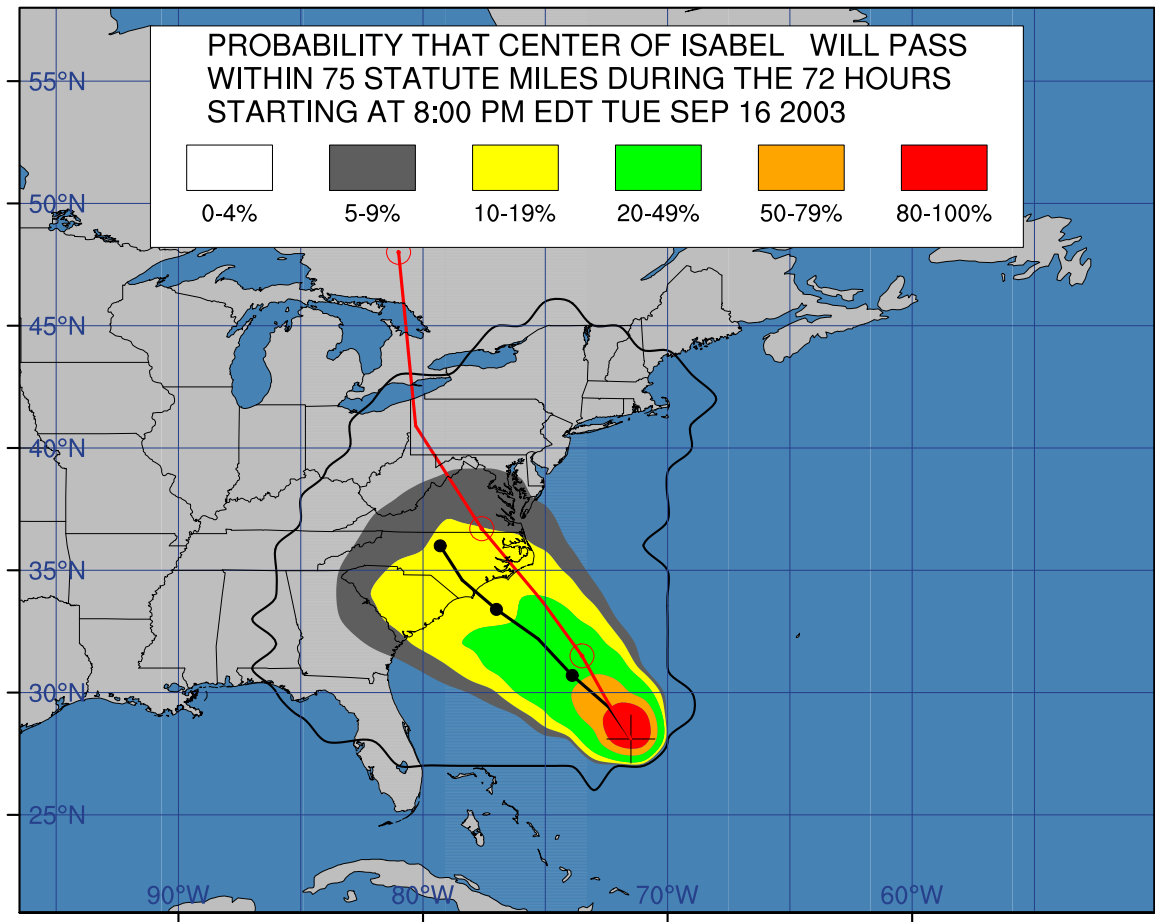 PROBABILITY THAT CENTER OF ISABEL WILL PASS
WITHIN 75 STATUTE MILES DURING THE 72 HOURS
STARTING AT 8:00 PM EDT TUE SEP 16 2003
0-4% 5-9% 10-19% 20-49% 50-79% 80-100%
55°N
50°N
45°N
40°N
35°N
30°N
25°N
90°W 80°W 70°W 60°W